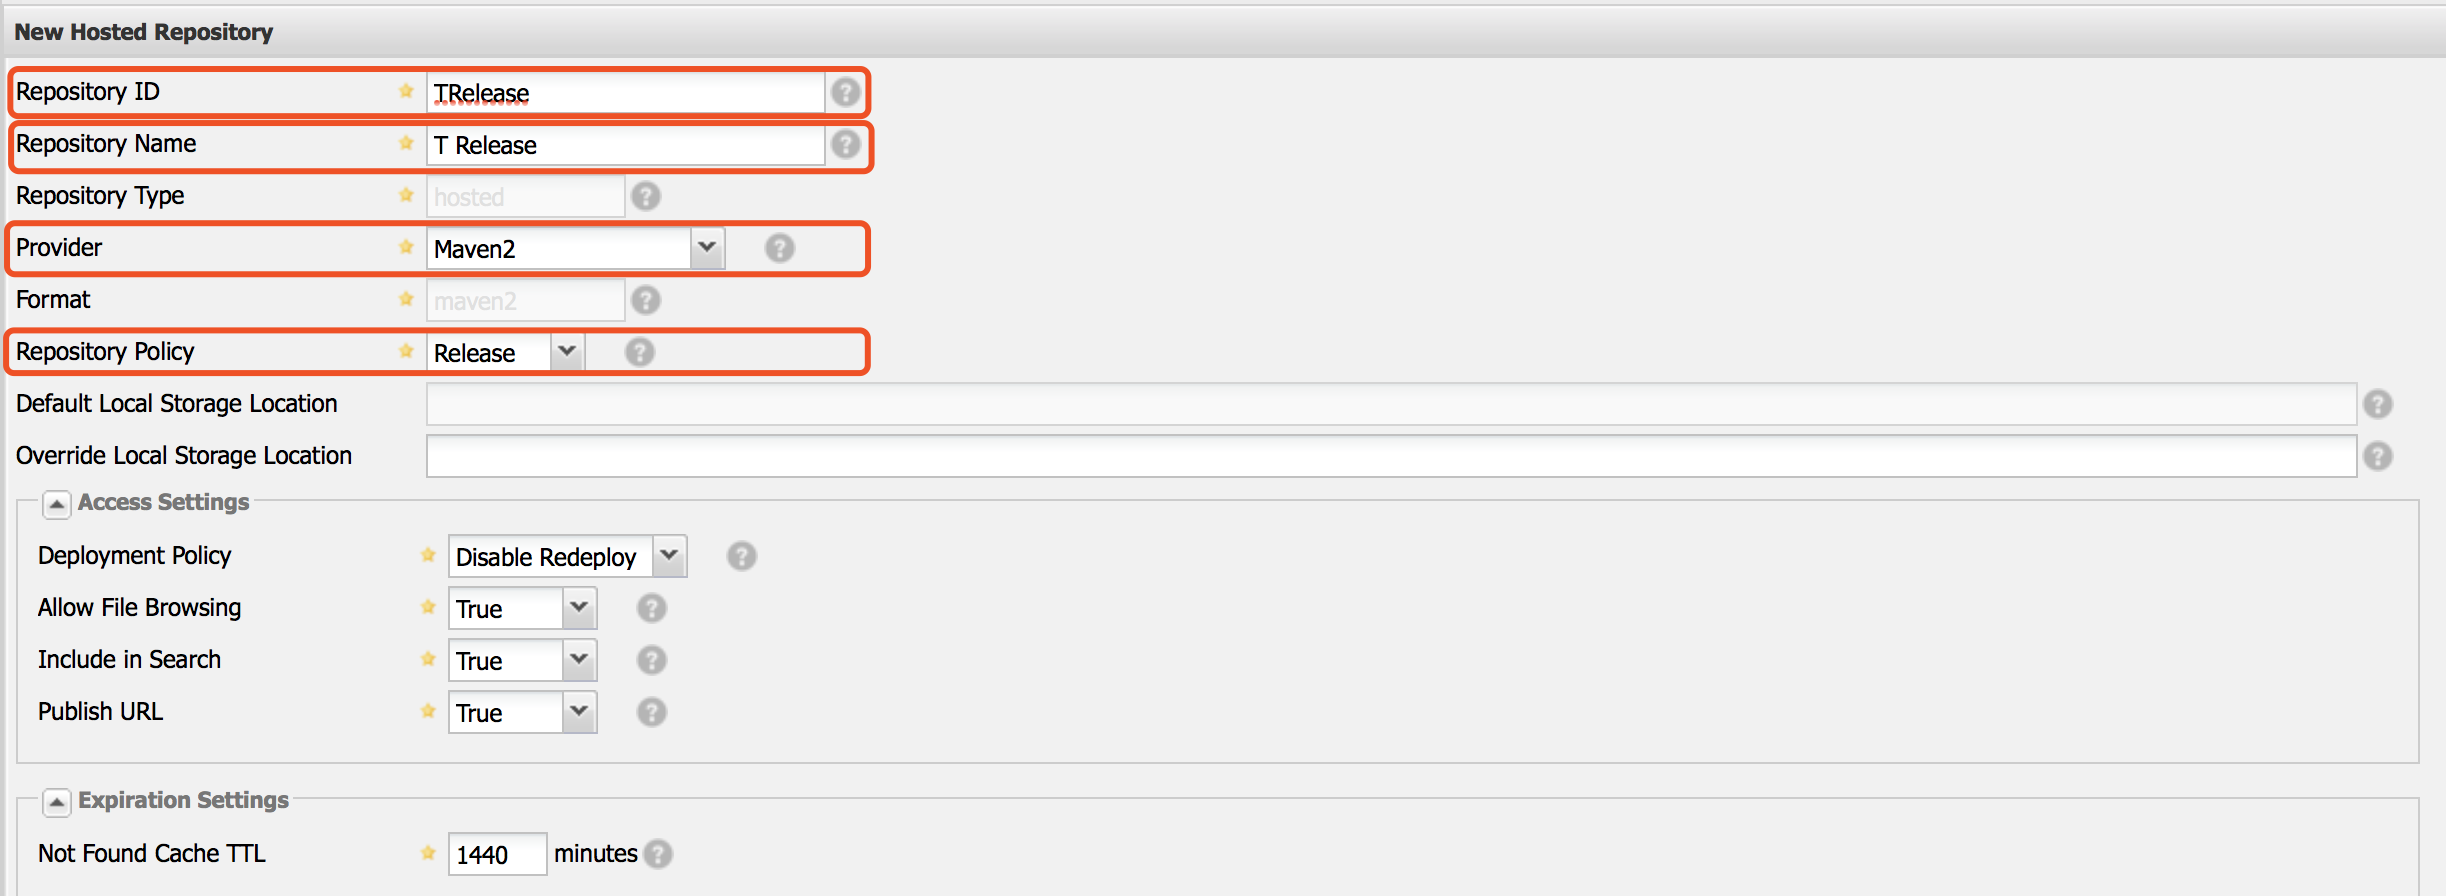 New Hosted Repository
Repository ID TRelease
Repository Name T Release
Repository Type hosted
Provider Maven2
Format maven2
Repository Policy Release
Default Local Storage Location
Override Local Storage Location
Access Settings
Deployment Policy Disable Redeploy
Allow File Browsing True
Include in Search True
Publish URL True
Expiration Settings
Not Found Cache TTL 1440 minutes